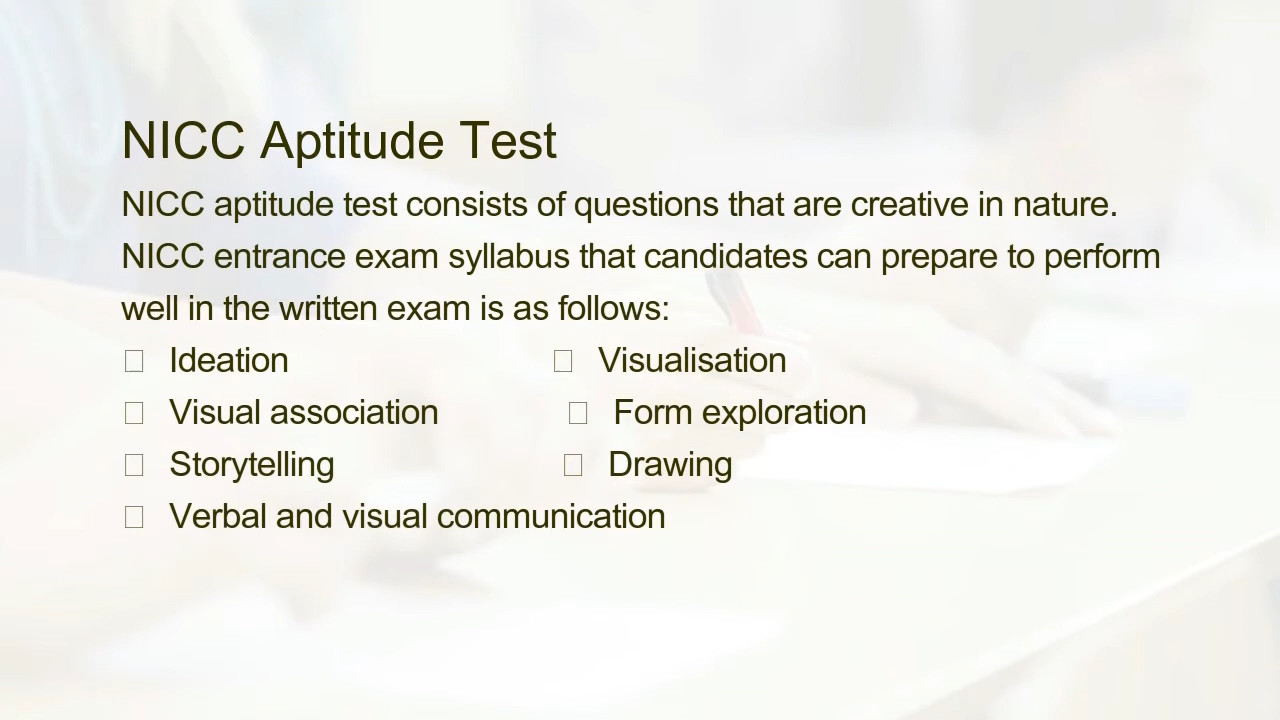 NICC Aptitude Test
NICC aptitude test consists of questions that are creative in nature.
NICC entrance exam syllabus that candidates can prepare to perform
well in the written exam is as follows:
Ideation Visualisation
Visual association Form exploration
Storytelling Drawing
Verbal and visual communication